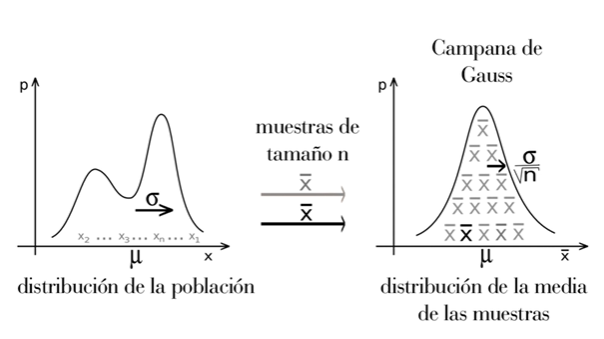 Campana de
Gauss
p
σ
x₂ ... x₃... xₙ... x₁
μ
x
distribución de la población
muestras de
tamaño n
x̄
x̄
p
x̄
x̄ x̄
σ/√n
x̄ x̄ x̄
x̄ x̄ x̄ x̄
x̄ x̄ x̄ x̄ x̄
μ
x̄
distribución de la media
de las muestras